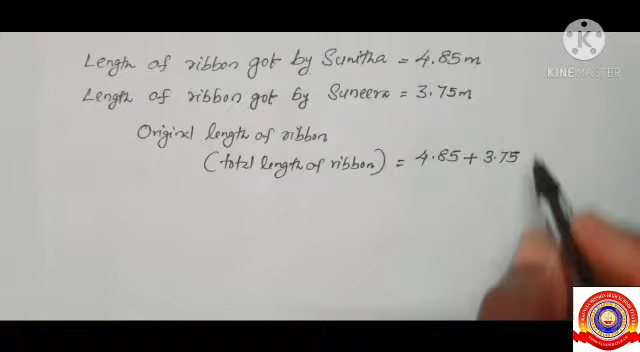 Length of ribbon got by Sunitha = 4.85m
Length of ribbon got by Suneera = 3.75m
Original length of ribbon
(total length of ribbon) = 4.85 + 3.75
KINEMASTER